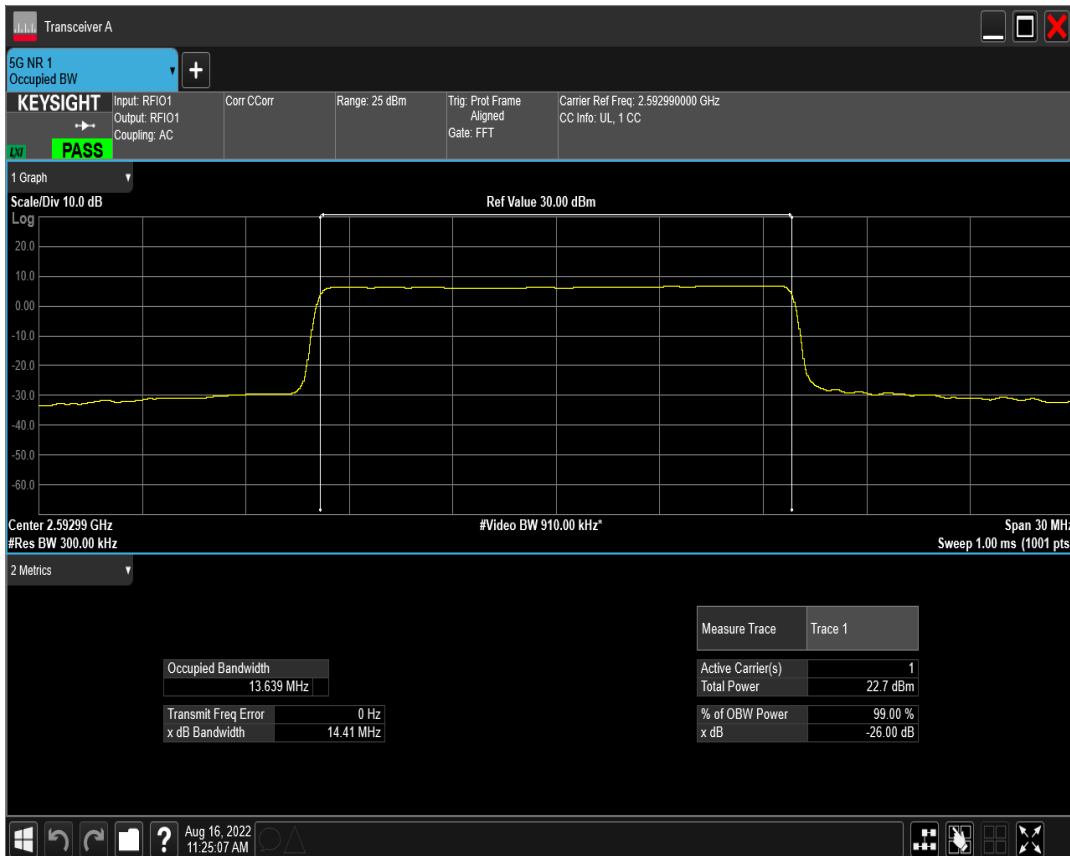 Transceiver A
5G NR 1
Occupied BW
KEYSIGHT
LXI
PASS
Input: RFIO1
Output: RFIO1
Coupling: AC
Corr CCorr
Range: 25 dBm
Trig: Prot Frame
Aligned
Gate: FFT
Carrier Ref Freq: 2.592990000 GHz
CC Info: UL, 1 CC
1 Graph
Scale/Div 10.0 dB
Ref Value 30.00 dBm
Log
20.0
10.0
0.00
-10.0
-20.0
-30.0
-40.0
-50.0
-60.0
Center 2.59299 GHz
#Video BW 910.00 kHz*
Span 30 MHz
#Res BW 300.00 kHz
Sweep 1.00 ms (1001 pts
2 Metrics
Measure Trace Trace 1
Occupied Bandwidth
13.639 MHz
Active Carrier(s) 1
Total Power 22.7 dBm
Transmit Freq Error 0 Hz
x dB Bandwidth 14.41 MHz
% of OBW Power 99.00 %
x dB -26.00 dB
?
Aug 16, 2022
11:25:07 AM